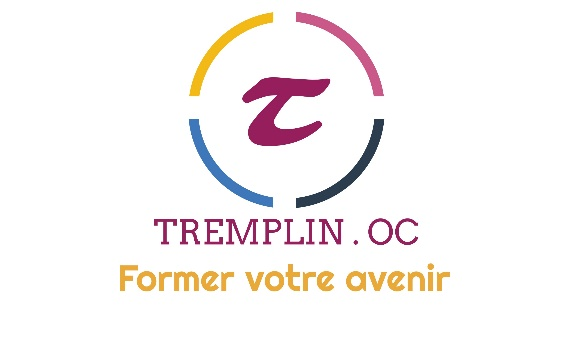 τ
TREMPLIN . OC
Former votre avenir